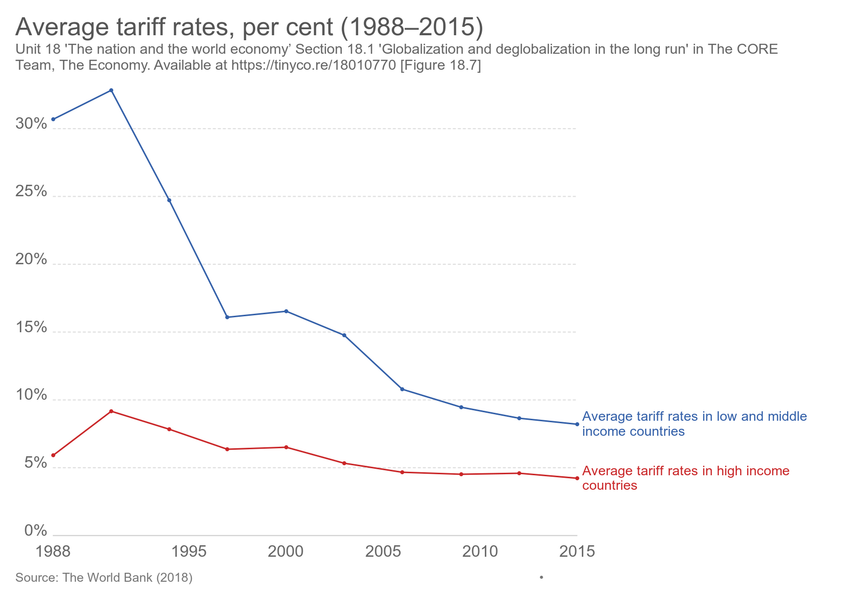 Average tariff rates, per cent (1988–2015)
Unit 18 'The nation and the world economy' Section 18.1 'Globalization and deglobalization in the long run' in The CORE
Team, The Economy. Available at https://tinyco.re/18010770 [Figure 18.7]
30%
25%
20%
15%
10%
5%
0%
Average tariff rates in low and middle
income countries
Average tariff rates in high income
countries
1988 1995 2000 2005 2010 2015
Source: The World Bank (2018)